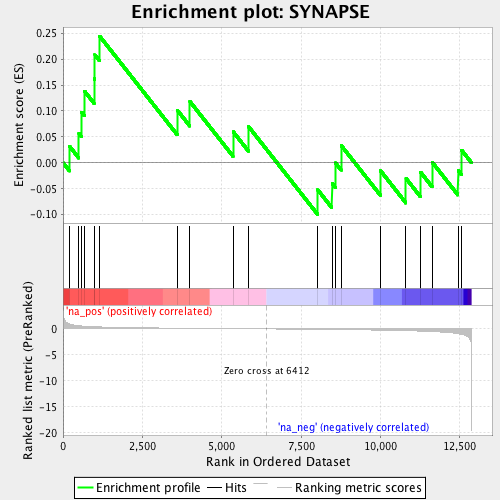 Enrichment plot: SYNAPSE
Enrichment score (ES)
0.25
0.20
0.15
0.10
0.05
0.00
-0.05
-0.10
'na_pos' (positively correlated)
Ranked list metric (PreRanked)
0
-5
-10
-15
-20
Zero cross at 6412
'na_neg' (negatively correlated)
0
2,500
5,000
7,500
10,000
12,500
Rank in Ordered Dataset
Enrichment profile
Hits
Ranking metric scores